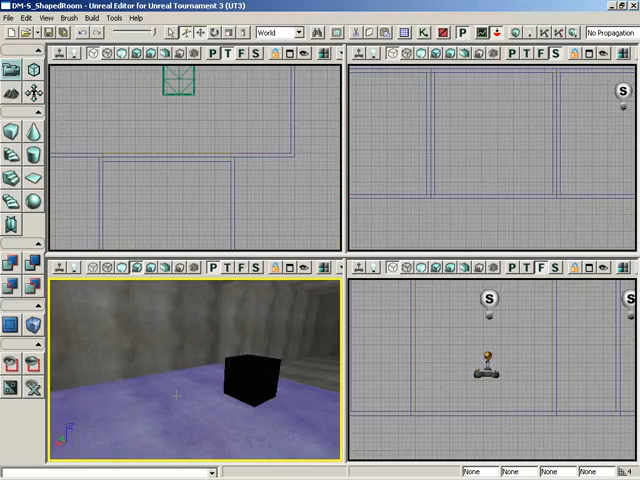 DM-S_ShapedRoom - Unreal Editor for Unreal Tournament 3 (UT3)
File Edit View Brush Build Tools Help
World No Propagation
P T F S
P T F S
S
P T F S
P T F S
S
S
Z
None None None None 4